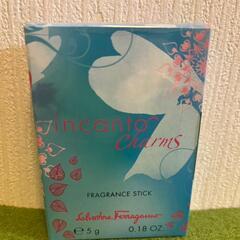 incanto
charms
FRAGRANCE STICK
Salvatore Ferragamo
℮ 5 g 0.18 OZ.